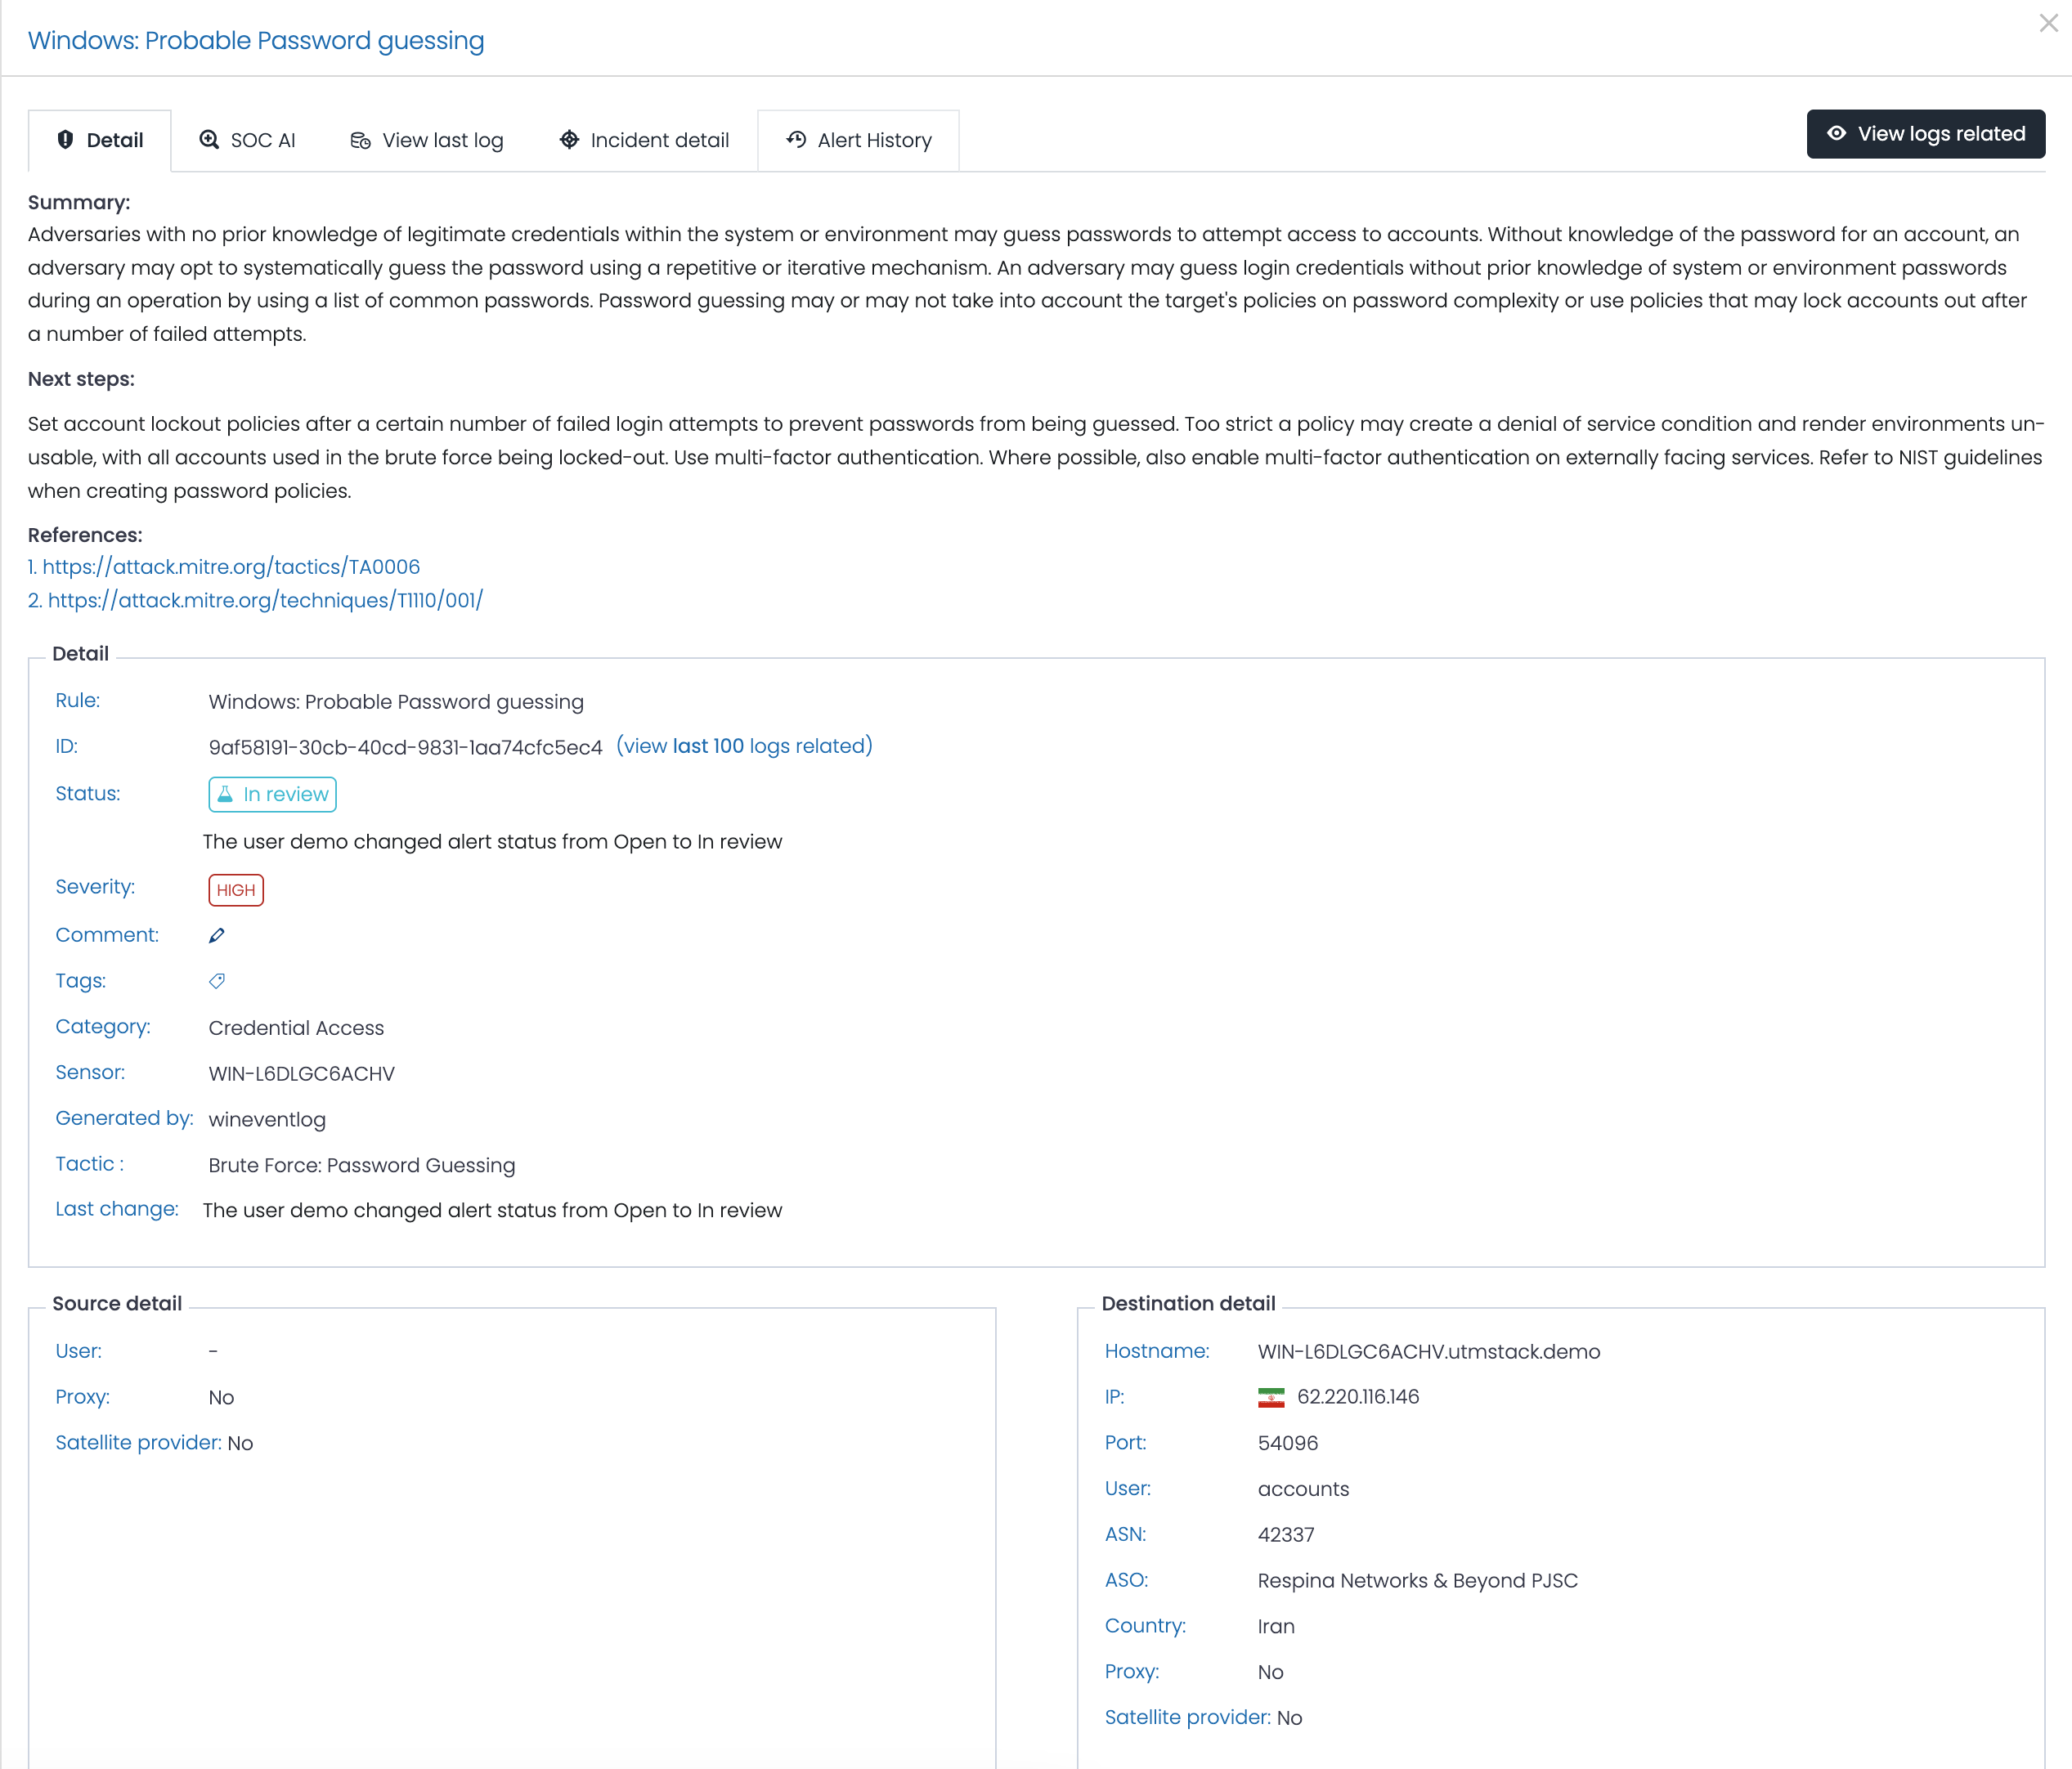 Windows: Probable Password guessing
Detail
SOC AI
View last log
Incident detail
Alert History
View logs related
Summary:
Adversaries with no prior knowledge of legitimate credentials within the system or environment may guess passwords to attempt access to accounts. Without knowledge of the password for an account, an
adversary may opt to systematically guess the password using a repetitive or iterative mechanism. An adversary may guess login credentials without prior knowledge of system or environment passwords
during an operation by using a list of common passwords. Password guessing may or may not take into account the target's policies on password complexity or use policies that may lock accounts out after
a number of failed attempts.
Next steps:
Set account lockout policies after a certain number of failed login attempts to prevent passwords from being guessed. Too strict a policy may create a denial of service condition and render environments un-
usable, with all accounts used in the brute force being locked-out. Use multi-factor authentication. Where possible, also enable multi-factor authentication on externally facing services. Refer to NIST guidelines
when creating password policies.
References:
1. https://attack.mitre.org/tactics/TA0006
2. https://attack.mitre.org/techniques/T1110/001/
Detail
Rule: Windows: Probable Password guessing
ID: 9af58191-30cb-40cd-9831-1aa74cfc5ec4 (view last 100 logs related)
Status: In review
The user demo changed alert status from Open to In review
Severity: HIGH
Comment:
Tags:
Category: Credential Access
Sensor: WIN-L6DLGC6ACHV
Generated by: wineventlog
Tactic : Brute Force: Password Guessing
Last change: The user demo changed alert status from Open to In review
Source detail
User: -
Proxy: No
Satellite provider: No
Destination detail
Hostname: WIN-L6DLGC6ACHV.utmstack.demo
IP: 62.220.116.146
Port: 54096
User: accounts
ASN: 42337
ASO: Respina Networks & Beyond PJSC
Country: Iran
Proxy: No
Satellite provider: No